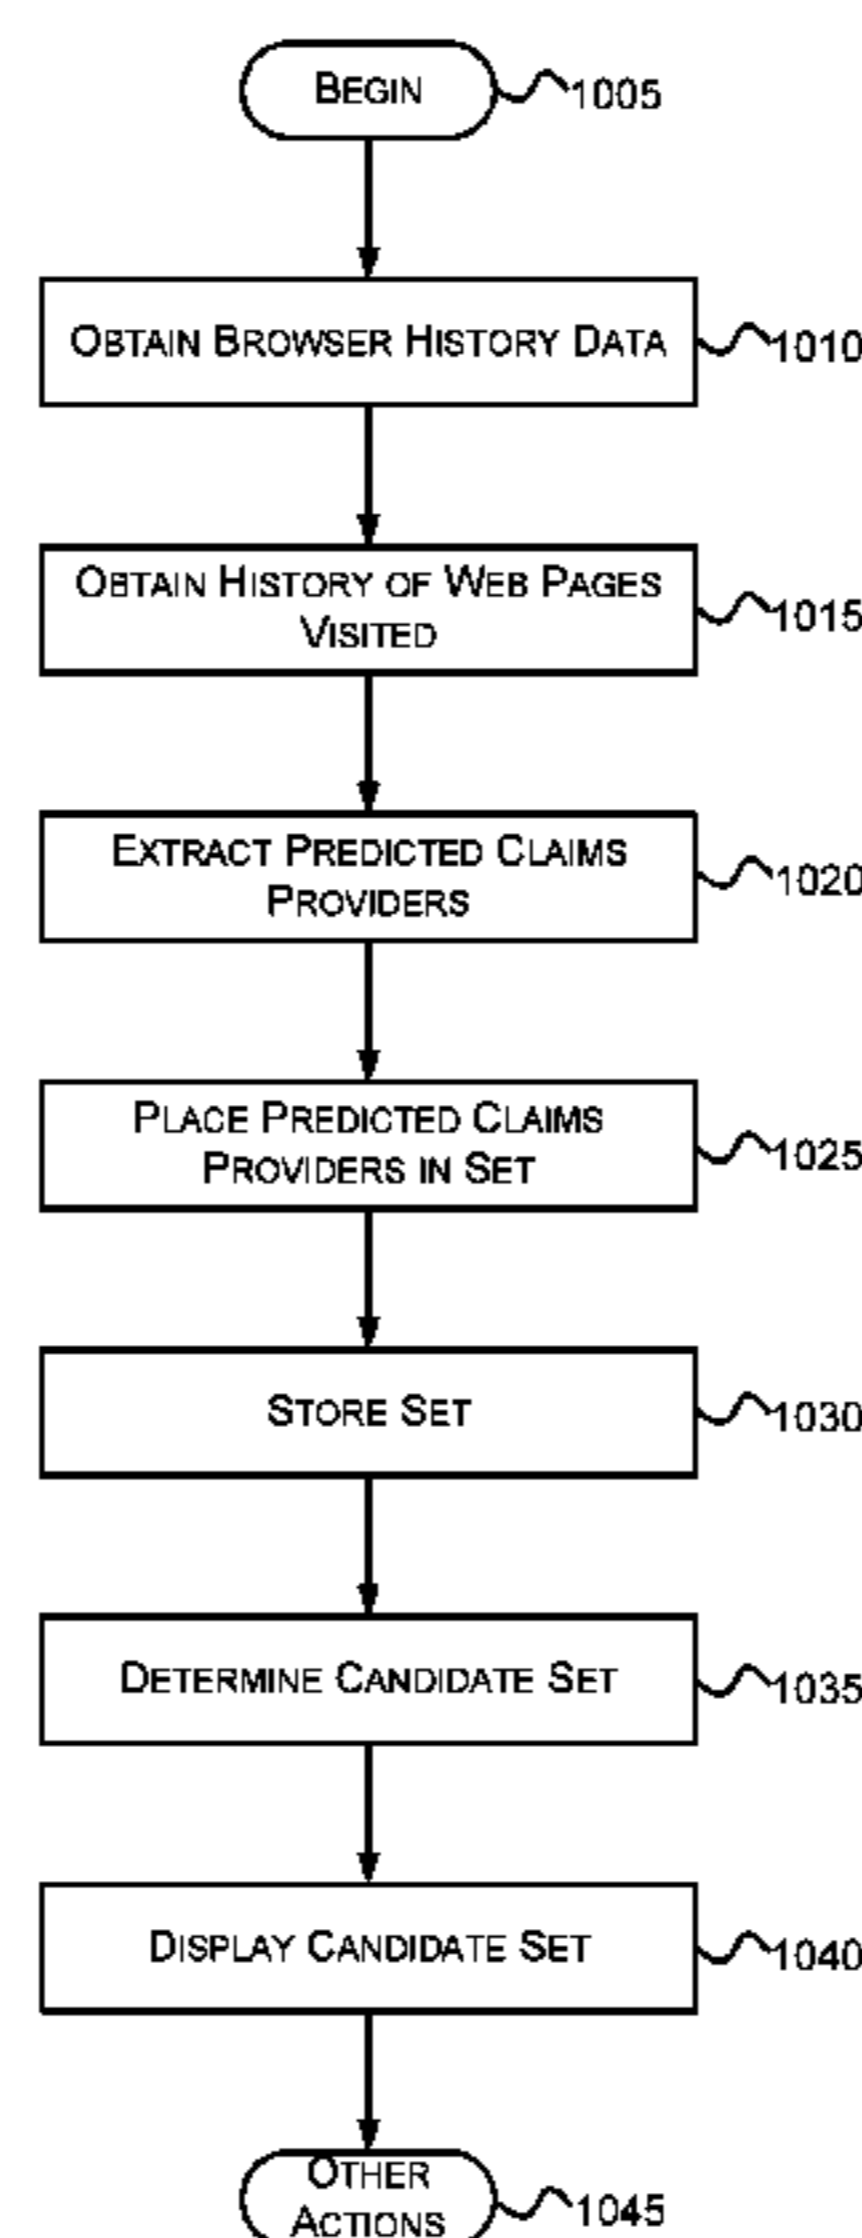 BEGIN
1005
OBTAIN BROWSER HISTORY DATA
1010
OBTAIN HISTORY OF WEB PAGES
VISITED
1015
EXTRACT PREDICTED CLAIMS
PROVIDERS
1020
PLACE PREDICTED CLAIMS
PROVIDERS IN SET
1025
STORE SET
1030
DETERMINE CANDIDATE SET
1035
DISPLAY CANDIDATE SET
1040
OTHER
ACTIONS
1045